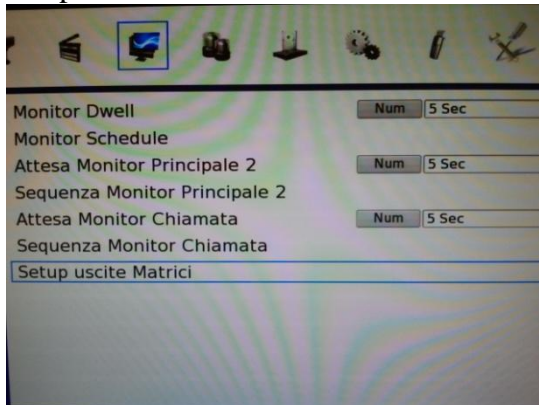 Monitor Dwell Num 5 Sec
Monitor Schedule
Attesa Monitor Principale 2 Num 5 Sec
Sequenza Monitor Principale 2
Attesa Monitor Chiamata Num 5 Sec
Sequenza Monitor Chiamata
Setup uscite Matrici